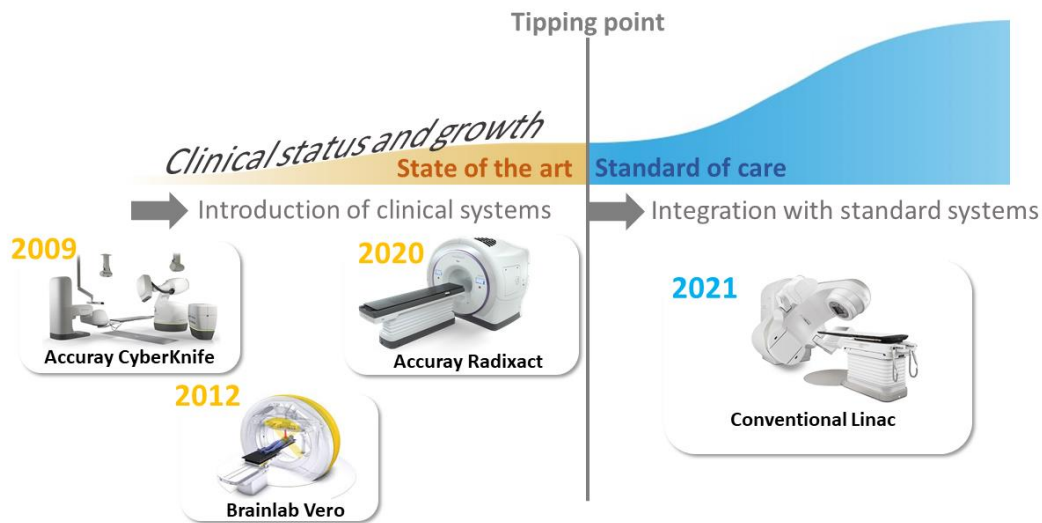 Tipping point
Clinical status and growth
State of the art
Standard of care
Introduction of clinical systems
Integration with standard systems
2009
Accuray CyberKnife
2020
Accuray Radixact
2021
Conventional Linac
2012
Brainlab Vero